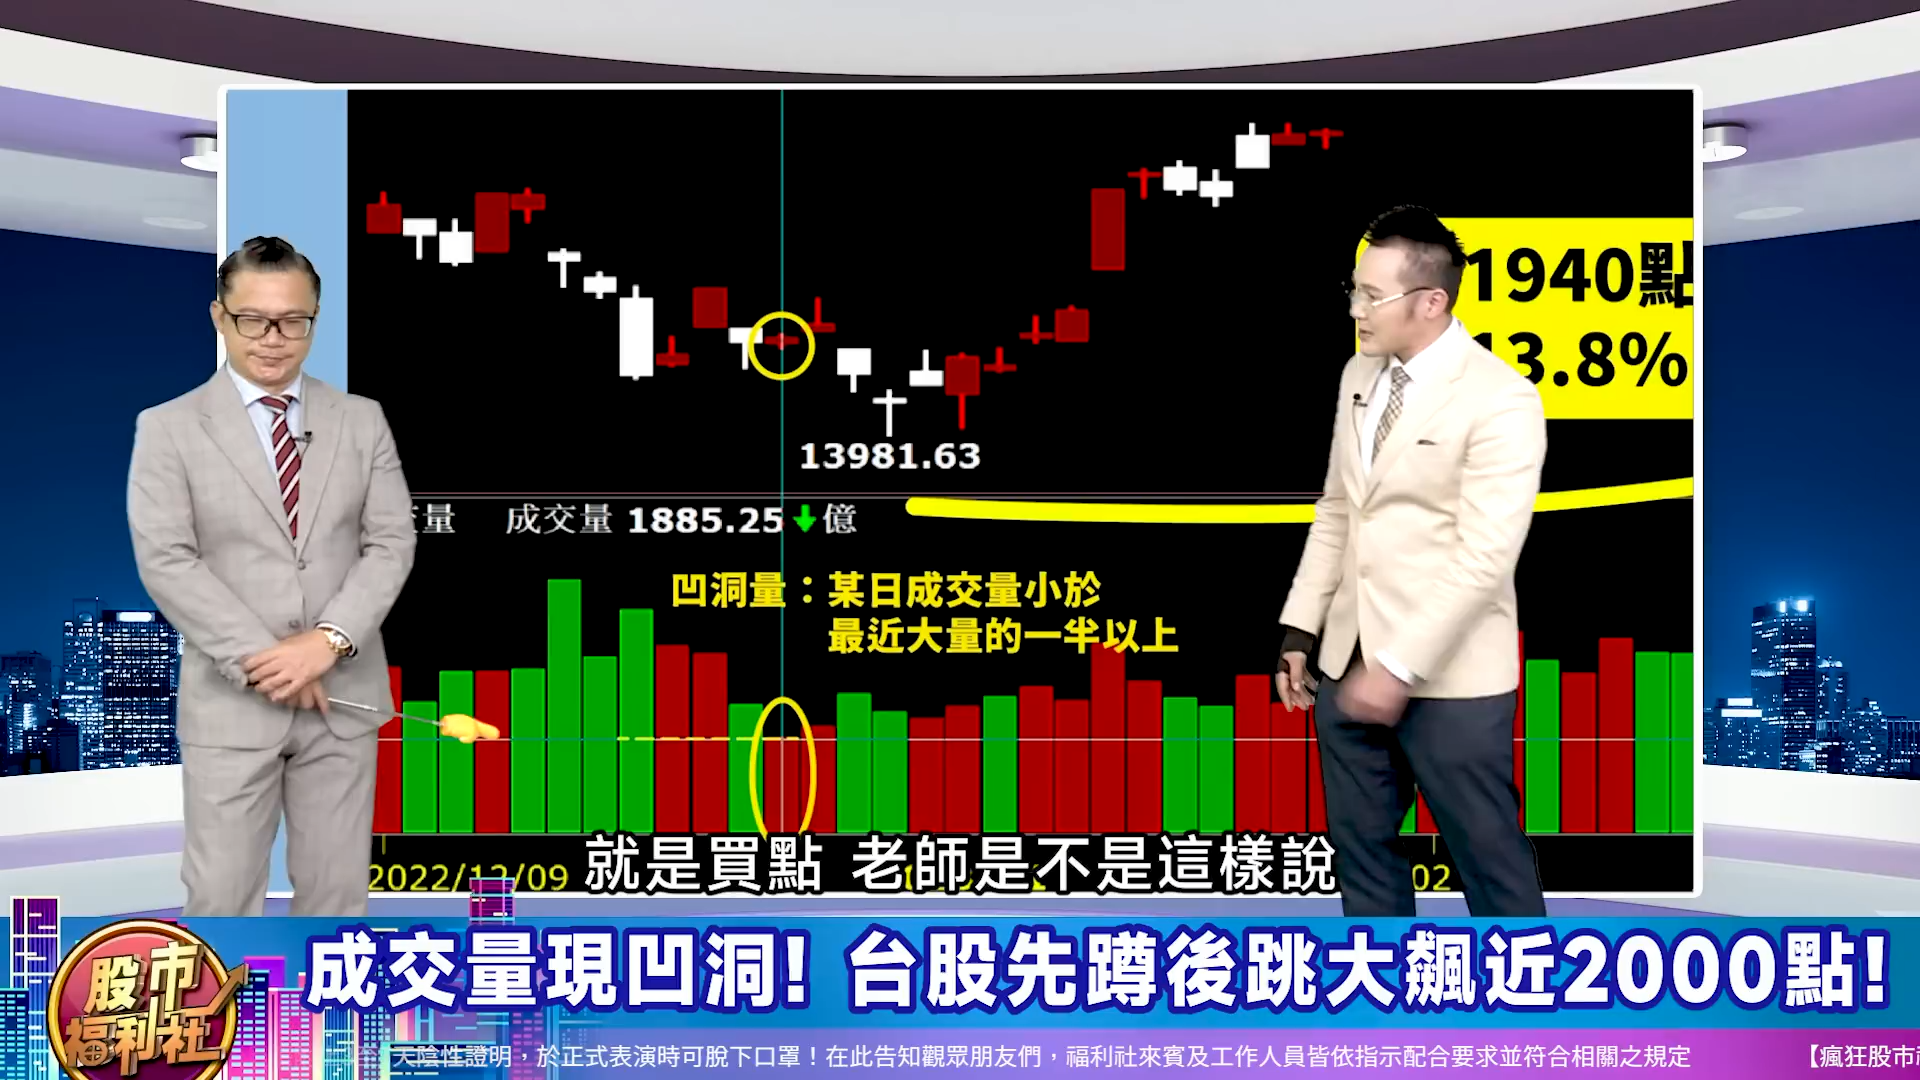 1940點
13.8%
13981.63
量 成交量 1885.25 億
凹洞量：某日成交量小於
最近大量的一半以上
2022/12/09
02
就是買點 老師是不是這樣說
成交量現凹洞! 台股先蹲後跳大飆近2000點!
股市
福利社
天陰性證明，於正式表演時可脫下口罩！在此告知觀眾朋友們，福利社來賓及工作人員皆依指示配合要求並符合相關之規定
【瘋狂股市